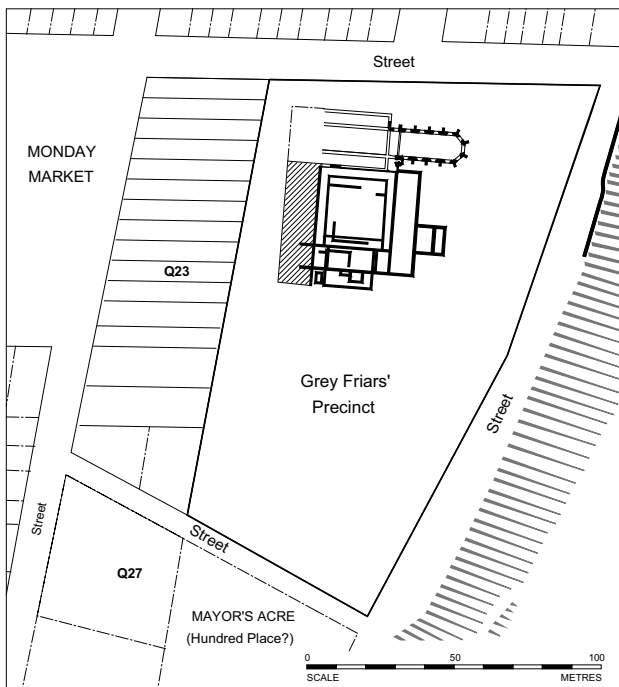 Street
MONDAY
MARKET
Q23
Grey Friars'
Precinct
Street
Street
Street
Q27
MAYOR'S ACRE
(Hundred Place?)
0 50 100
SCALE METRES